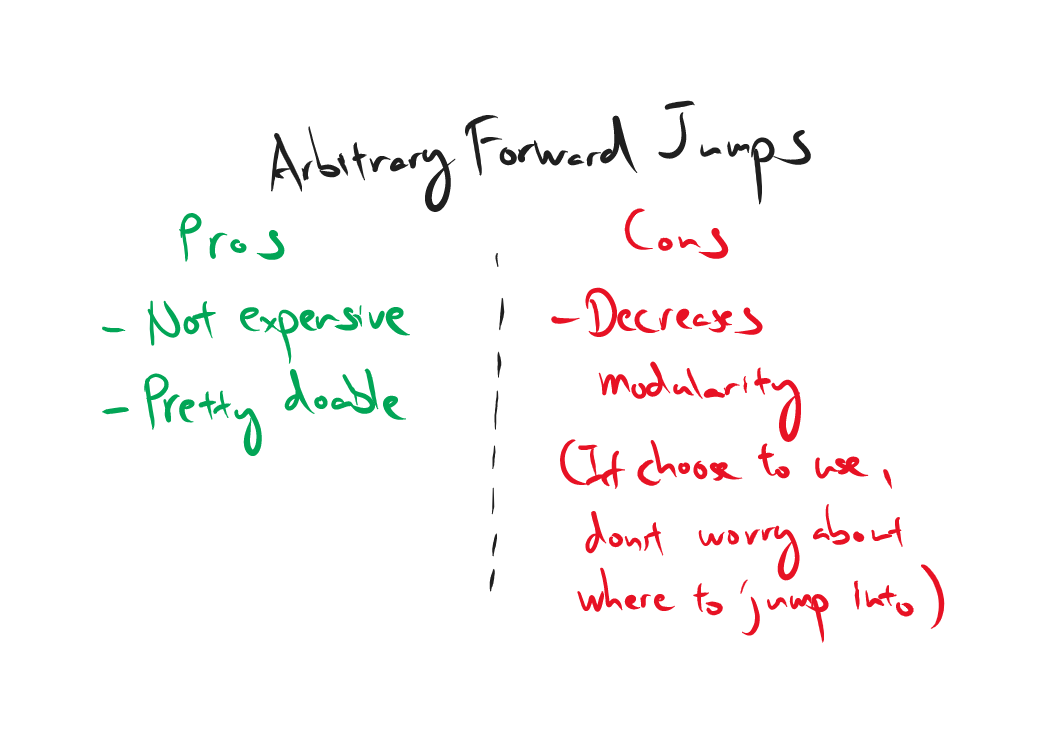 Arbitrary Forward Jumps
Pros
- Not expensive
- Pretty doable
Cons
- Decreases
modularity
(If choose to use,
don't worry about
where to jump into)